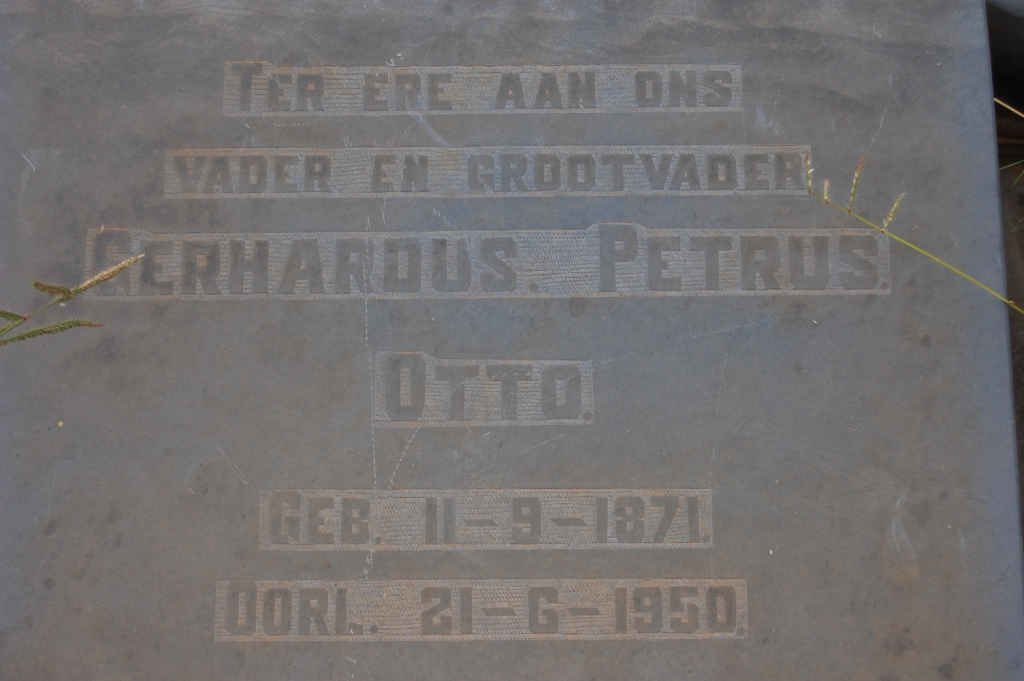 TER ERE AAN ONS
VADER EN GROOTVADER
GERHARDUS. PETRUS.
OTTO.
GEB. 11-9-1871.
OORL. 21-6-1950.